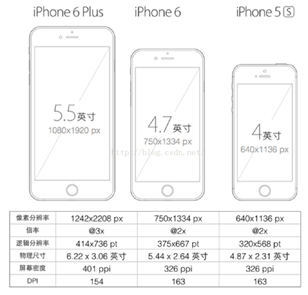 iPhone 6 Plus iPhone 6 iPhone 5 S
5.5 英寸
1080x1920 px
4.7 英寸
750x1334 px
4 英寸
640x1136 px
http://blog.csdn.net/
像素分辨率 1242x2208 px 750x1334 px 640x1136 px
倍率 @3x @2x @2x
逻辑分辨率 414x736 pt 375x667 pt 320x568 pt
物理尺寸 6.22 x 3.06 英寸 5.44 x 2.64 英寸 4.87 x 2.31 英寸
屏幕密度 401 ppi 326 ppi 326 ppi
DPI 154 163 163